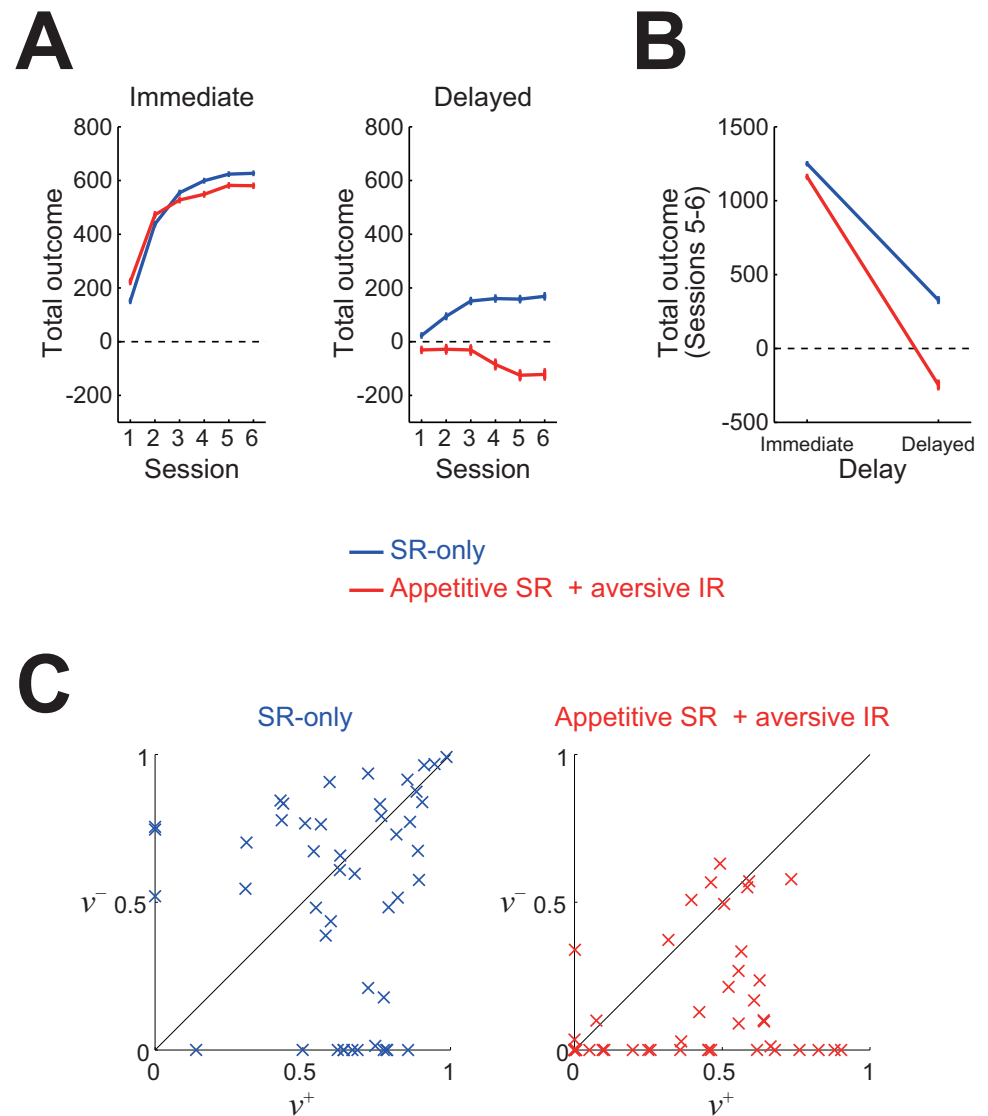 A
B
Immediate
Delayed
800
600
400
200
0
-200
Total outcome
1 2 3 4 5 6
Session
800
600
400
200
0
-200
Total outcome
1 2 3 4 5 6
Session
1500
1000
500
0
-500
Total outcome
(Sessions 5-6)
Immediate
Delayed
Delay
SR-only
Appetitive SR + aversive IR
C
SR-only
Appetitive SR + aversive IR
1
0.5
0
ν⁻
0 0.5 1
ν⁺
1
0.5
0
ν⁻
0 0.5 1
ν⁺